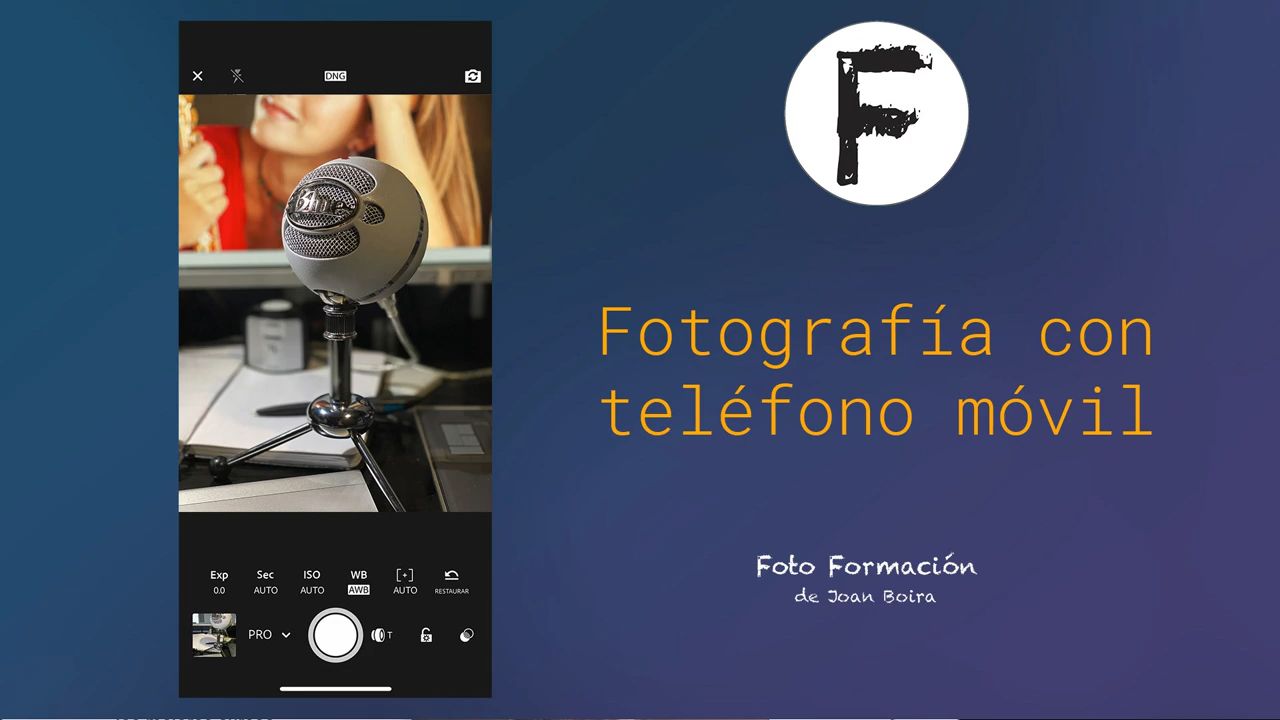 DNG
Blue
Exp
Sec
ISO
WB
0.0
AUTO
AUTO
AWB
AUTO
RESTAURAR
PRO
T
F
Fotografía con
teléfono móvil
Foto Formación
de Joan Boira